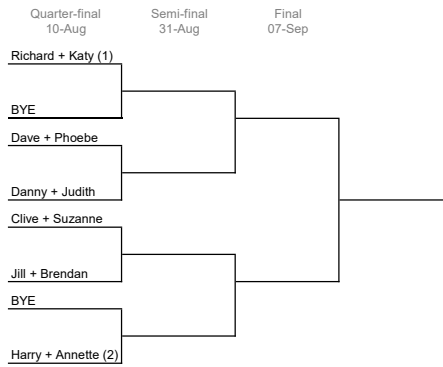 Quarter-final Semi-final Final
10-Aug 31-Aug 07-Sep
Richard + Katy (1)
BYE
Dave + Phoebe
Danny + Judith
Clive + Suzanne
Jill + Brendan
BYE
Harry + Annette (2)